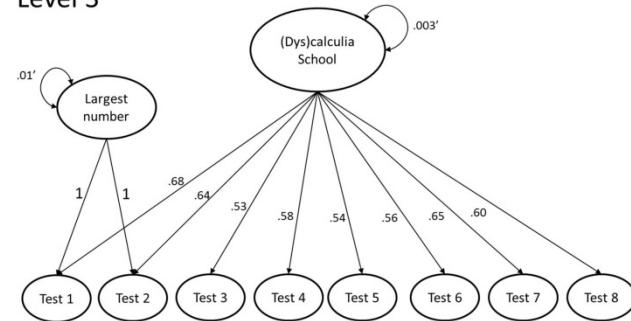 Level 3
(Dys)calculia
School
.003’
.01’
Largest
number
1
1
.68
.64
.53
.58
.54
.56
.65
.60
Test 1
Test 2
Test 3
Test 4
Test 5
Test 6
Test 7
Test 8